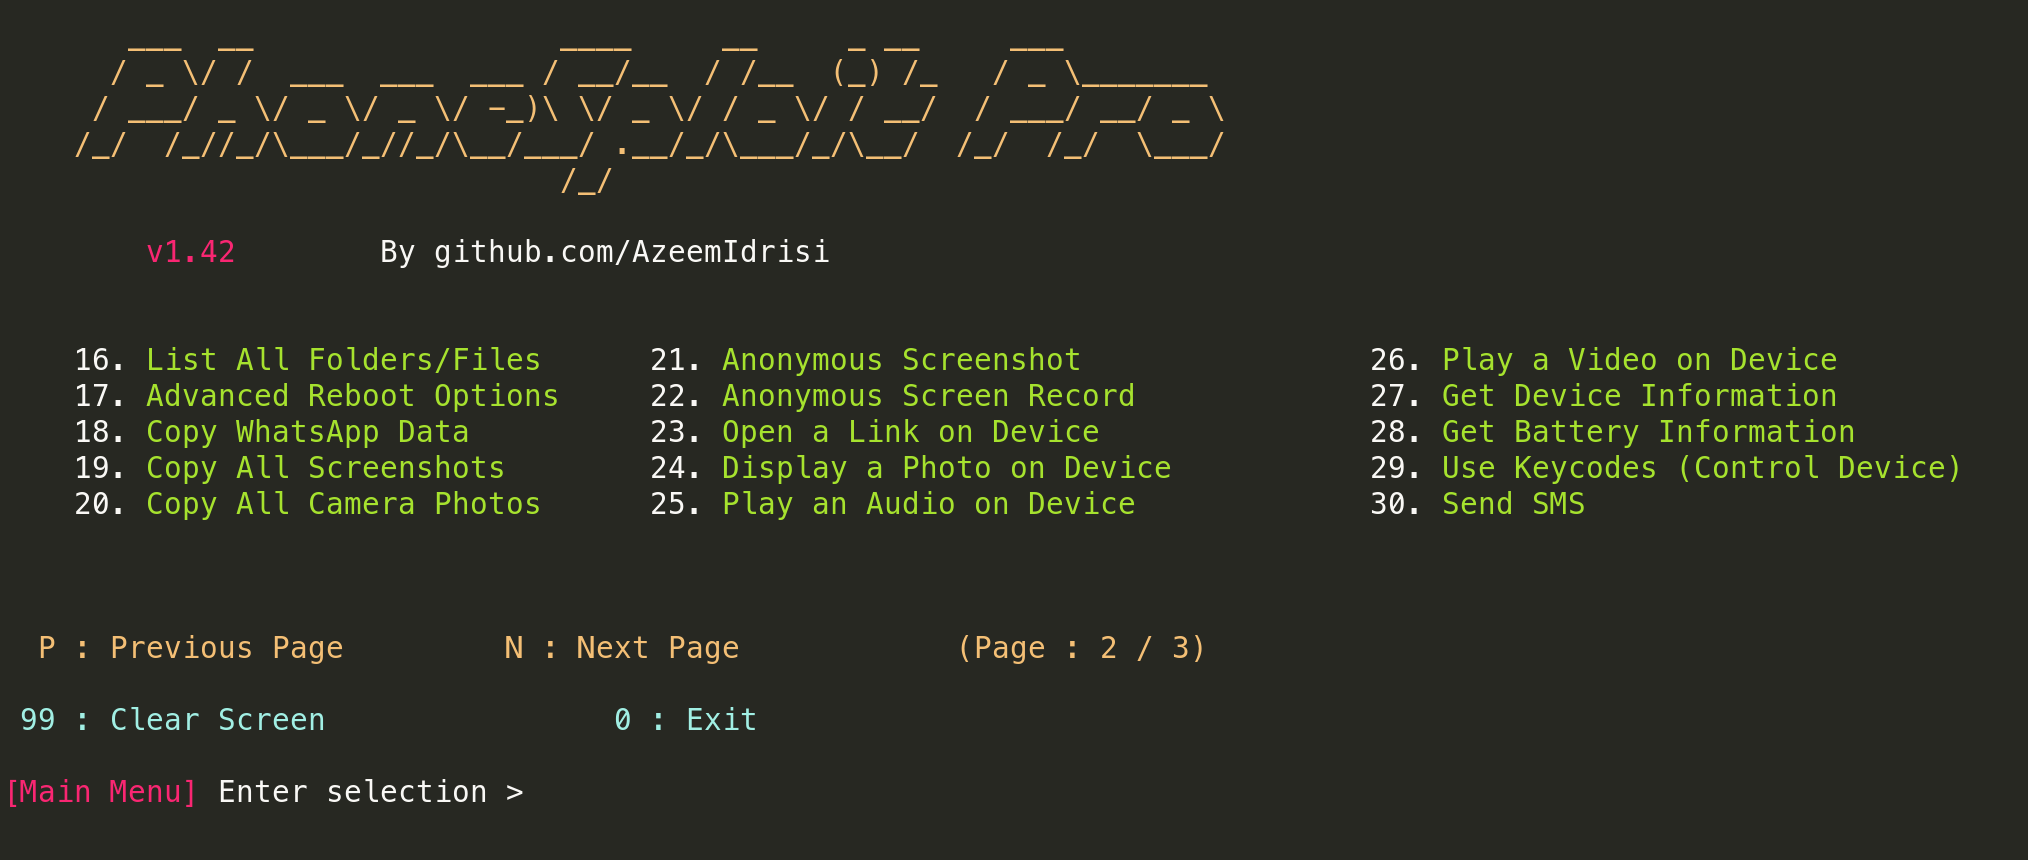 PhoneSploit Pro
v1.42 By github.com/AzeemIdrisi
16. List All Folders/Files 21. Anonymous Screenshot 26. Play a Video on Device
17. Advanced Reboot Options 22. Anonymous Screen Record 27. Get Device Information
18. Copy WhatsApp Data 23. Open a Link on Device 28. Get Battery Information
19. Copy All Screenshots 24. Display a Photo on Device 29. Use Keycodes (Control Device)
20. Copy All Camera Photos 25. Play an Audio on Device 30. Send SMS
P : Previous Page N : Next Page (Page : 2 / 3)
99 : Clear Screen 0 : Exit
[Main Menu] Enter selection >